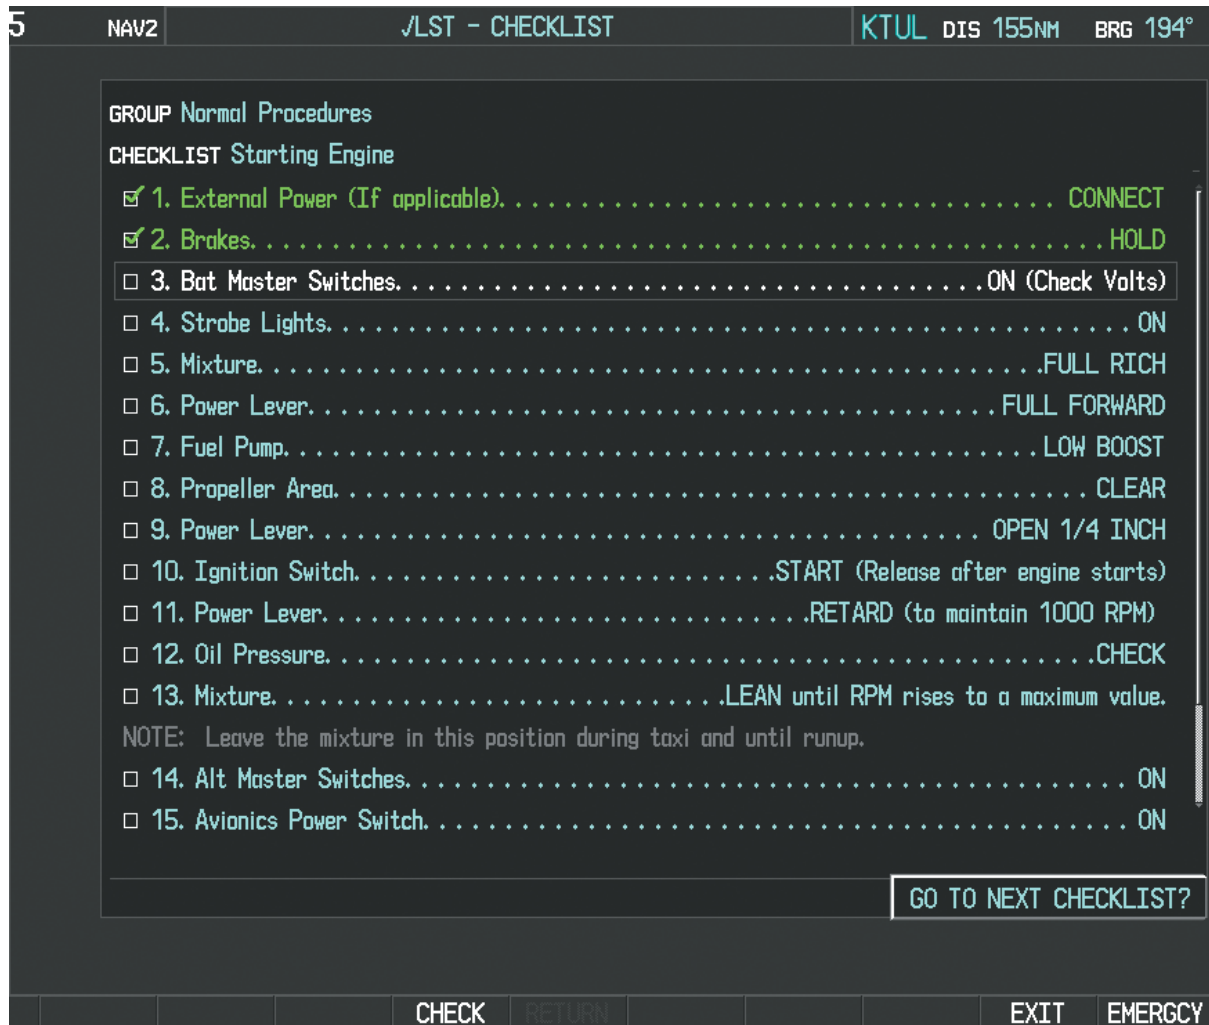 5 NAV2 √LST - CHECKLIST KTUL DIS 155NM BRG 194°
GROUP Normal Procedures
CHECKLIST Starting Engine
1. External Power (If applicable). . . . . . . . . . . . . . . . . . . . . . . . . . . . . . . . . . CONNECT
2. Brakes. . . . . . . . . . . . . . . . . . . . . . . . . . . . . . . . . . . . . . . . . . . . . . . . . . . . HOLD
3. Bat Master Switches. . . . . . . . . . . . . . . . . . . . . . . . . . . . . . . . . . . . ON (Check Volts)
4. Strobe Lights. . . . . . . . . . . . . . . . . . . . . . . . . . . . . . . . . . . . . . . . . . . . . . . . . ON
5. Mixture. . . . . . . . . . . . . . . . . . . . . . . . . . . . . . . . . . . . . . . . . . . . . . . . FULL RICH
6. Power Lever. . . . . . . . . . . . . . . . . . . . . . . . . . . . . . . . . . . . . . . . . . FULL FORWARD
7. Fuel Pump. . . . . . . . . . . . . . . . . . . . . . . . . . . . . . . . . . . . . . . . . . . . . . LOW BOOST
8. Propeller Area. . . . . . . . . . . . . . . . . . . . . . . . . . . . . . . . . . . . . . . . . . . . . . CLEAR
9. Power Lever. . . . . . . . . . . . . . . . . . . . . . . . . . . . . . . . . . . . . . . . . OPEN 1/4 INCH
10. Ignition Switch. . . . . . . . . . . . . . . . . . . . . . . . . . START (Release after engine starts)
11. Power Lever. . . . . . . . . . . . . . . . . . . . . . . . . . . . . . RETARD (to maintain 1000 RPM)
12. Oil Pressure. . . . . . . . . . . . . . . . . . . . . . . . . . . . . . . . . . . . . . . . . . . . . . . CHECK
13. Mixture. . . . . . . . . . . . . . . . . . . . . . . . . . . . LEAN until RPM rises to a maximum value.
NOTE: Leave the mixture in this position during taxi and until runup.
14. Alt Master Switches. . . . . . . . . . . . . . . . . . . . . . . . . . . . . . . . . . . . . . . . . . . . ON
15. Avionics Power Switch. . . . . . . . . . . . . . . . . . . . . . . . . . . . . . . . . . . . . . . . . . . ON
GO TO NEXT CHECKLIST?
CHECK RETURN EXIT EMERGCY